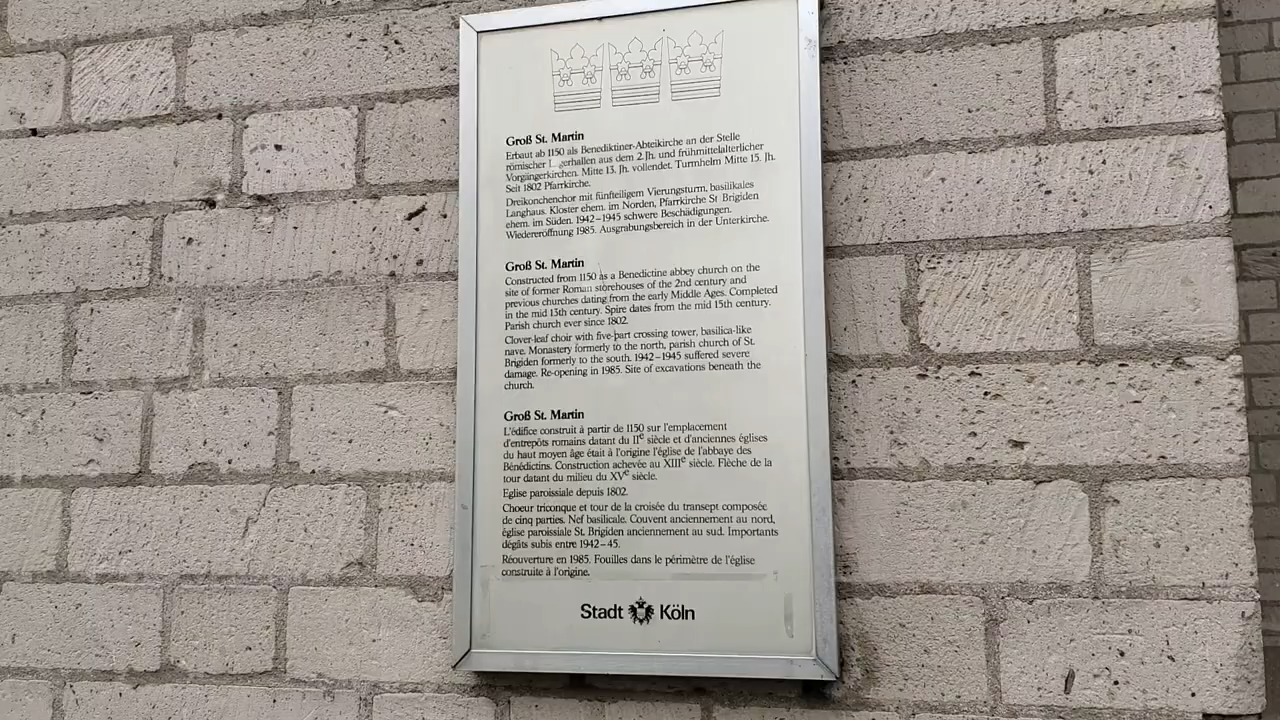 Groß St. Martin
Erbaut ab 1150 als Benediktiner-Abteikirche an der Stelle
römischer L gerhallen aus dem 2. Jh. und frühmittelalterlicher
Vorgängerkirchen. Mitte 13. Jh. vollendet. Turmhelm Mitte 15. Jh.
Seit 1802 Pfarrkirche.
Dreikonchenchor mit fünfteiligem Vierungsturm, basilikales
Langhaus. Kloster ehem. im Norden, Pfarrkirche St Brigiden
ehem. im Süden. 1942–1945 schwere Beschädigungen.
Wiedereröffnung 1985. Ausgrabungsbereich in der Unterkirche.
Groß St. Martin
Constructed from 1150 as a Benedictine abbey church on the
site of former Roman storehouses of the 2nd century and
previous churches dating from the early Middle Ages. Completed
in the mid 13th century. Spire dates from the mid 15th century.
Parish church ever since 1802.
Clover-leaf choir with five-part crossing tower, basilica-like
nave. Monastery formerly to the north, parish church of St.
Brigiden formerly to the south. 1942–1945 suffered severe
damage. Re-opening in 1985. Site of excavations beneath the
church.
Groß St. Martin
L'édifice construit à partir de 1150 sur l'emplacement
d'entrepôts romains datant du IIe siècle et d'anciennes églises
du haut moyen âge était à l'origine l'église de l'abbaye des
Bénédictins. Construction achevée au XIIIe siècle. Flèche de la
tour datant du milieu du XVe siècle.
Eglise paroissiale depuis 1802.
Choeur triconque et tour de la croisée du transept composée
de cinq parties. Nef basilicale. Couvent anciennement au nord,
église paroissiale St. Brigiden anciennement au sud. Importants
dégâts subis entre 1942–45.
Réouverture en 1985. Fouilles dans le périmètre de l'église
construite à l'origine.
Stadt Köln